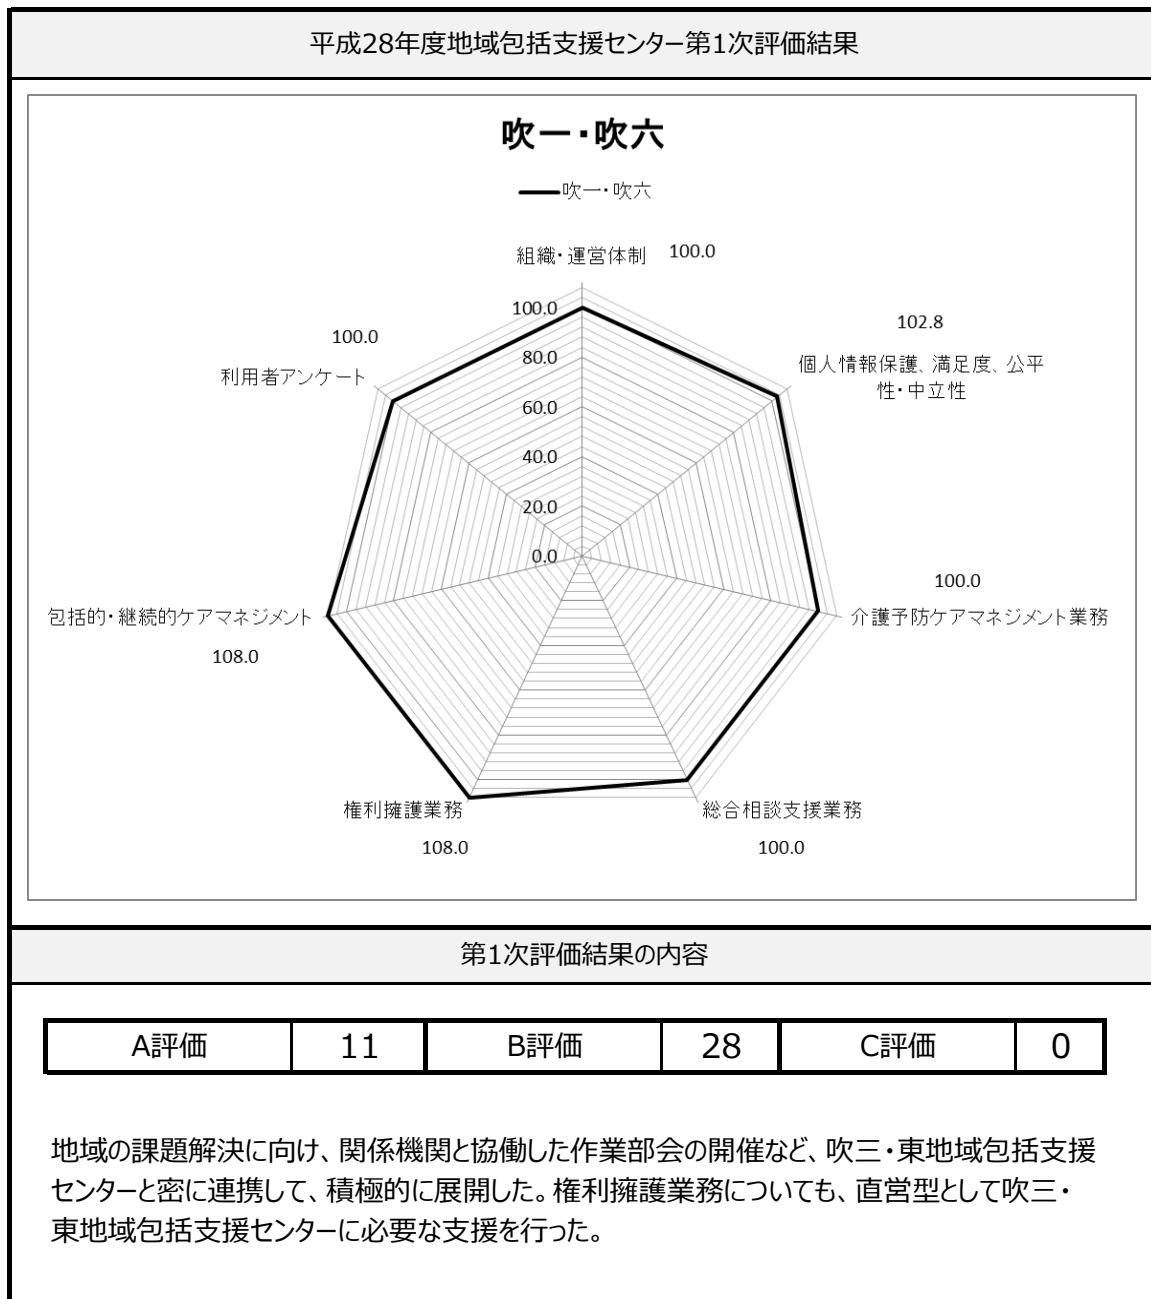 平成28年度地域包括支援センター第1次評価結果
吹一・吹六
吹一・吹六
組織・運営体制
100.0
102.8
個人情報保護、満足度、公平
性・中立性
100.0
介護予防ケアマネジメント業務
総合相談支援業務
100.0
権利擁護業務
108.0
包括的・継続的ケアマネジメント
108.0
100.0
利用者アンケート
100.0
80.0
60.0
40.0
20.0
0.0
第1次評価結果の内容
A評価 11 B評価 28 C評価 0
地域の課題解決に向け、関係機関と協働した作業部会の開催など、吹三・東地域包括支援
センターと密に連携して、積極的に展開した。権利擁護業務についても、直営型として吹三・
東地域包括支援センターに必要な支援を行った。